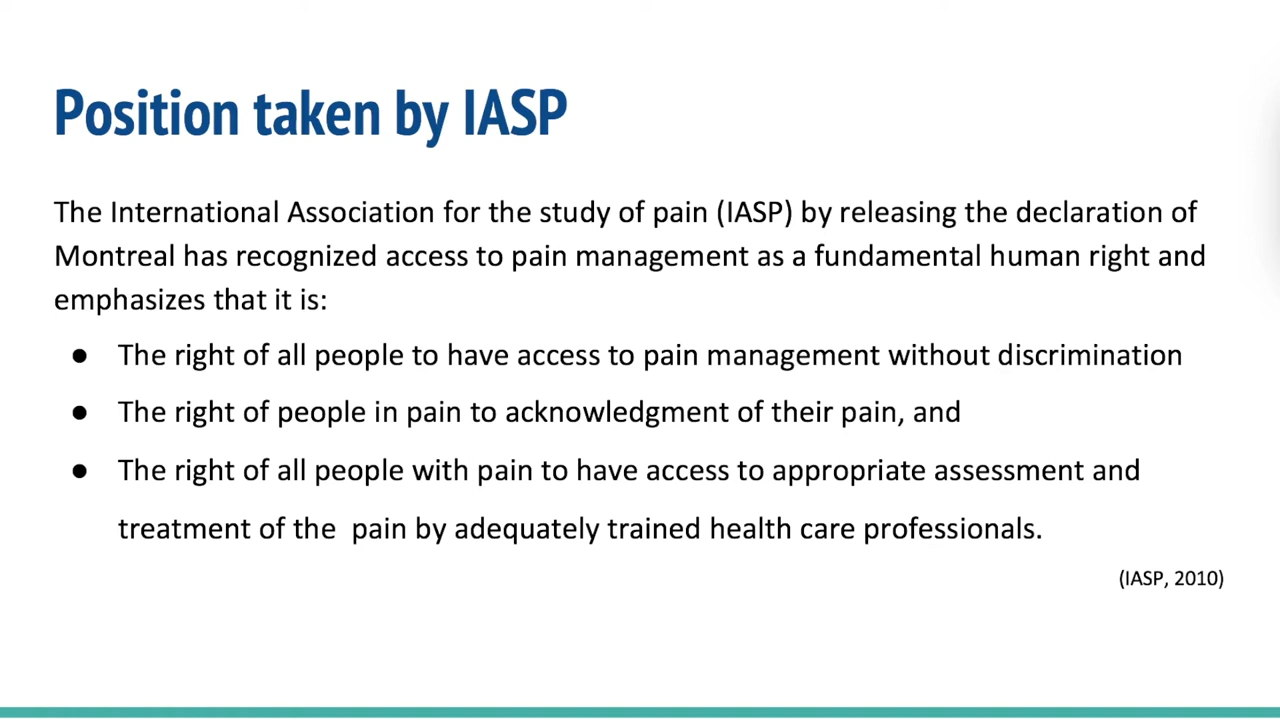 Position taken by IASP
The International Association for the study of pain (IASP) by releasing the declaration of
Montreal has recognized access to pain management as a fundamental human right and
emphasizes that it is:
● The right of all people to have access to pain management without discrimination
● The right of people in pain to acknowledgment of their pain, and
● The right of all people with pain to have access to appropriate assessment and
treatment of the  pain by adequately trained health care professionals.
(IASP, 2010)